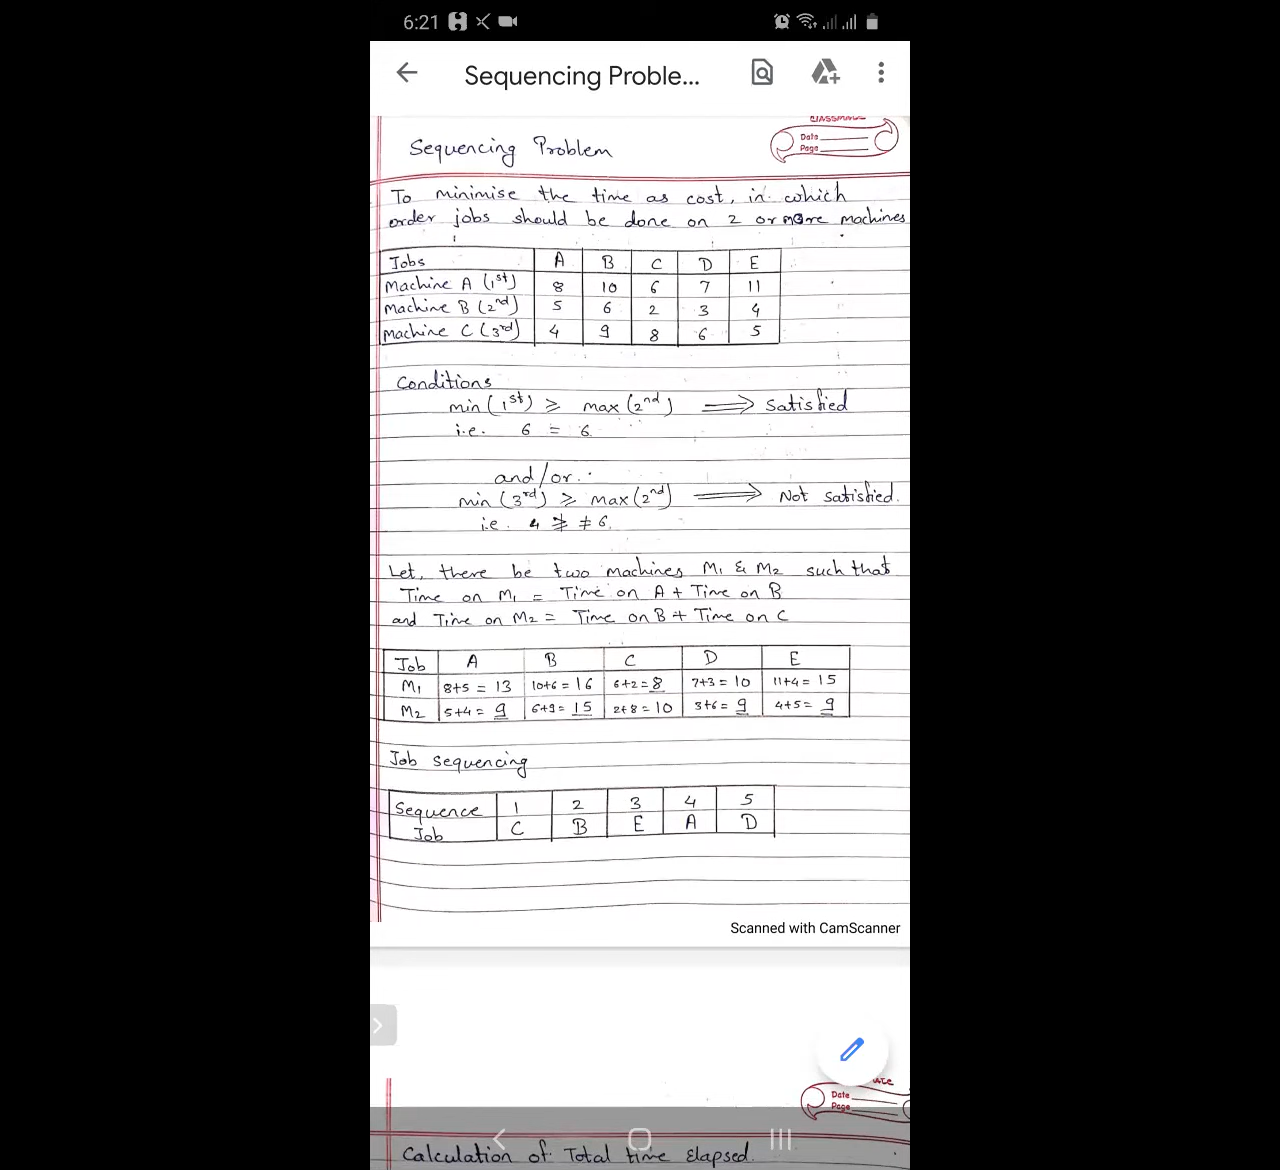 6:21
Sequencing Proble...
Date
Page
Sequencing Problem
To minimise the time as cost, in which
order jobs should be done on 2 or more machines
Jobs A B C D E
Machine A (1st) 8 10 6 7 11
Machine B (2nd) 5 6 2 3 4
Machine C (3rd) 4 9 8 6 5
Conditions
min (1st) ≥ max (2nd) ⟹ Satisfied
i.e. 6 = 6
and/or
min (3rd) ≥ max (2nd) ⟹ Not satisfied.
i.e. 4 ≱ ≠ 6.
Let, there be two machines M1 & M2 such that
Time on M1 = Time on A + Time on B
and Time on M2 = Time on B + Time on C
Job A B C D E
M1 8+5 = 13 10+6 = 16 6+2 = 8 7+3 = 10 11+4 = 15
M2 5+4 = 9 6+9 = 15 2+8 = 10 3+6 = 9 4+5 = 9
Job sequencing
Sequence 1 2 3 4 5
Job C B E A D
Scanned with CamScanner
Date
Page
Calculation of Total time Elapsed.